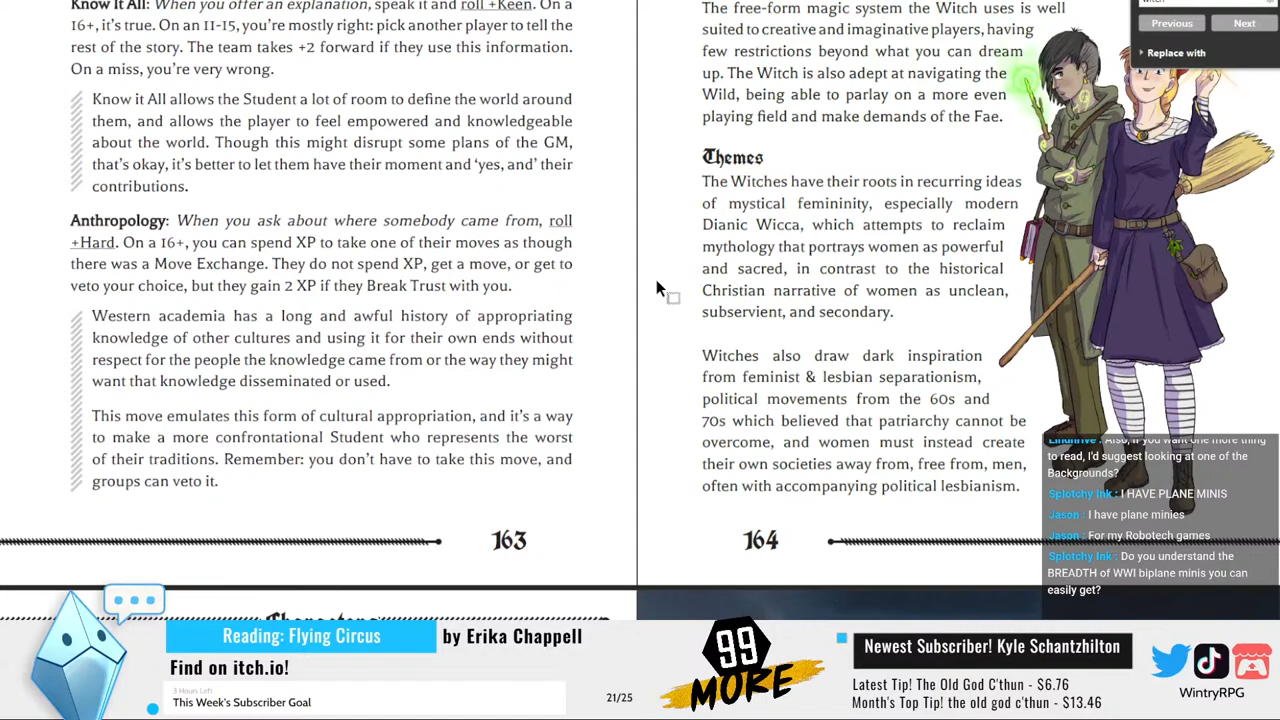 Know It All: When you offer an explanation, speak it and roll +Keen. On a
16+, it's true. On an 11-15, you're mostly right: pick another player to tell the
rest of the story. The team takes +2 forward if they use this information.
On a miss, you're very wrong.
Know it All allows the Student a lot of room to define the world around
them, and allows the player to feel empowered and knowledgeable
about the world. Though this might disrupt some plans of the GM,
that's okay, it's better to let them have their moment and 'yes, and' their
contributions.
Anthropology: When you ask about where somebody came from, roll
+Hard. On a 16+, you can spend XP to take one of their moves as though
there was a Move Exchange. They do not spend XP, get a move, or get to
veto your choice, but they gain 2 XP if they Break Trust with you.
Western academia has a long and awful history of appropriating
knowledge of other cultures and using it for their own ends without
respect for the people the knowledge came from or the way they might
want that knowledge disseminated or used.
This move emulates this form of cultural appropriation, and it's a way
to make a more confrontational Student who represents the worst
of their traditions. Remember: you don't have to take this move, and
groups can veto it.
163
The free-form magic system the Witch uses is well
suited to creative and imaginative players, having
few restrictions beyond what you can dream
up. The Witch is also adept at navigating the
Wild, being able to parlay on a more even
playing field and make demands of the Fae.
Themes
The Witches have their roots in recurring ideas
of mystical femininity, especially modern
Dianic Wicca, which attempts to reclaim
mythology that portrays women as powerful
and sacred, in contrast to the historical
Christian narrative of women as unclean,
subservient, and secondary.
Witches also draw dark inspiration
from feminist & lesbian separationism,
political movements from the 60s and
70s which believed that patriarchy cannot be
overcome, and women must instead create
their own societies away from, free from, men,
often with accompanying political lesbianism.
164
Previous
Next
Replace with
Lindrive : Also, if you want one more thing
to read, I'd suggest looking at one of the
Backgrounds?
Splotchy Ink : I HAVE PLANE MINIS
Jason : I have plane minies
Jason : For my Robotech games
Splotchy Ink : Do you understand the
BREADTH of WWI biplane minis you can
easily get?
Characters
Reading: Flying Circus
by Erika Chappell
Find on itch.io!
3 Hours Left
This Week's Subscriber Goal
21/25
99
MORE
Newest Subscriber! Kyle Schantzhilton
Latest Tip! The Old God C'thun - $6.76
Month's Top Tip! the old god c'thun - $13.46
WintryRPG